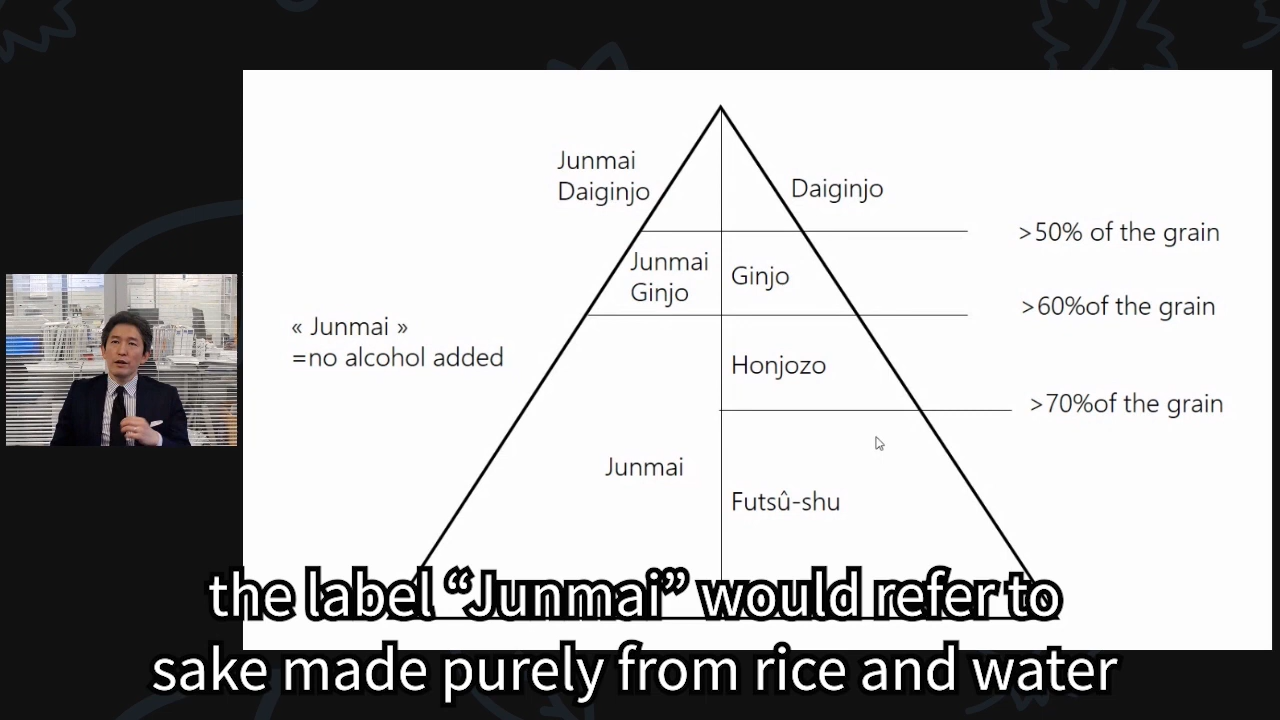 Junmai
Daiginjo
Daiginjo
>50% of the grain
Junmai
Ginjo
Ginjo
>60%of the grain
« Junmai »
=no alcohol added
Honjozo
>70%of the grain
Junmai
Futsû-shu
the label “Junmai” would refer to
sake made purely from rice and water